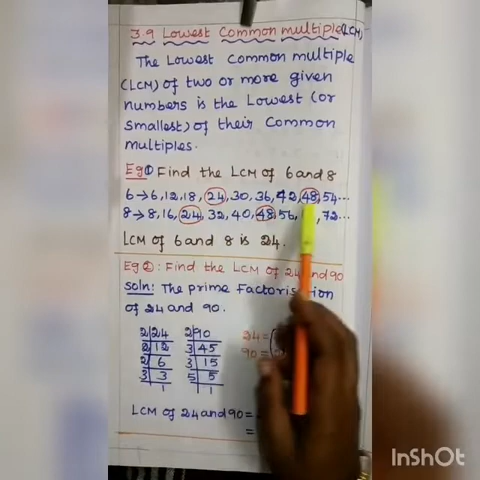 3.9 Lowest Common multiple(LCM)
The Lowest Common multiple
(LCM) of two or more given
numbers is the Lowest (or
smallest) of their Common
multiples.
Eg①: Find the LCM of 6 and 8
6→6,12,18,24,30,36,42,48,54...
8→8,16,24,32,40,48,56, ,72...
LCM of 6 and 8 is 24.
Eg②: Find the LCM of 24 and 90
Soln: The prime Factorisation
of 24 and 90.
2|24 2|90
2|12 3|45
2|6 3|15
3|3 5|5
|1 |1
24=
90=
LCM of 24 and 90=
=
InShOt